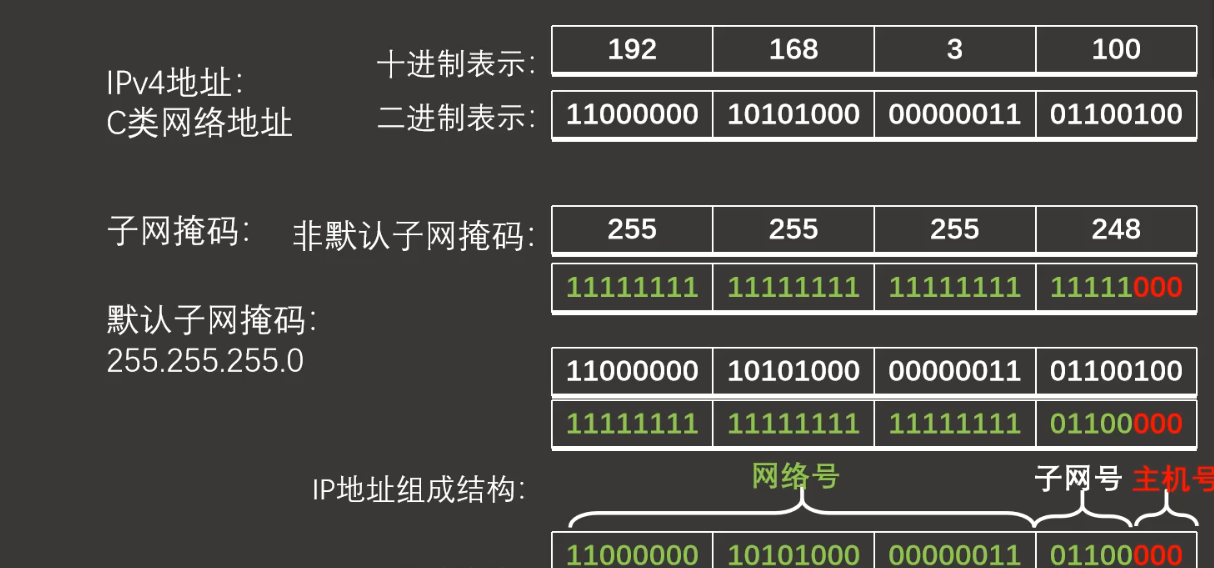 十进制表示: 192 168 3 100
IPv4地址:
C类网络地址
二进制表示: 11000000 10101000 00000011 01100100
子网掩码: 非默认子网掩码: 255 255 255 248
11111111 11111111 11111111 11111000
默认子网掩码:
255.255.255.0
11000000 10101000 00000011 01100100
11111111 11111111 11111111 01100000
网络号 子网号 主机号
IP地址组成结构:
11000000 10101000 00000011 01100000